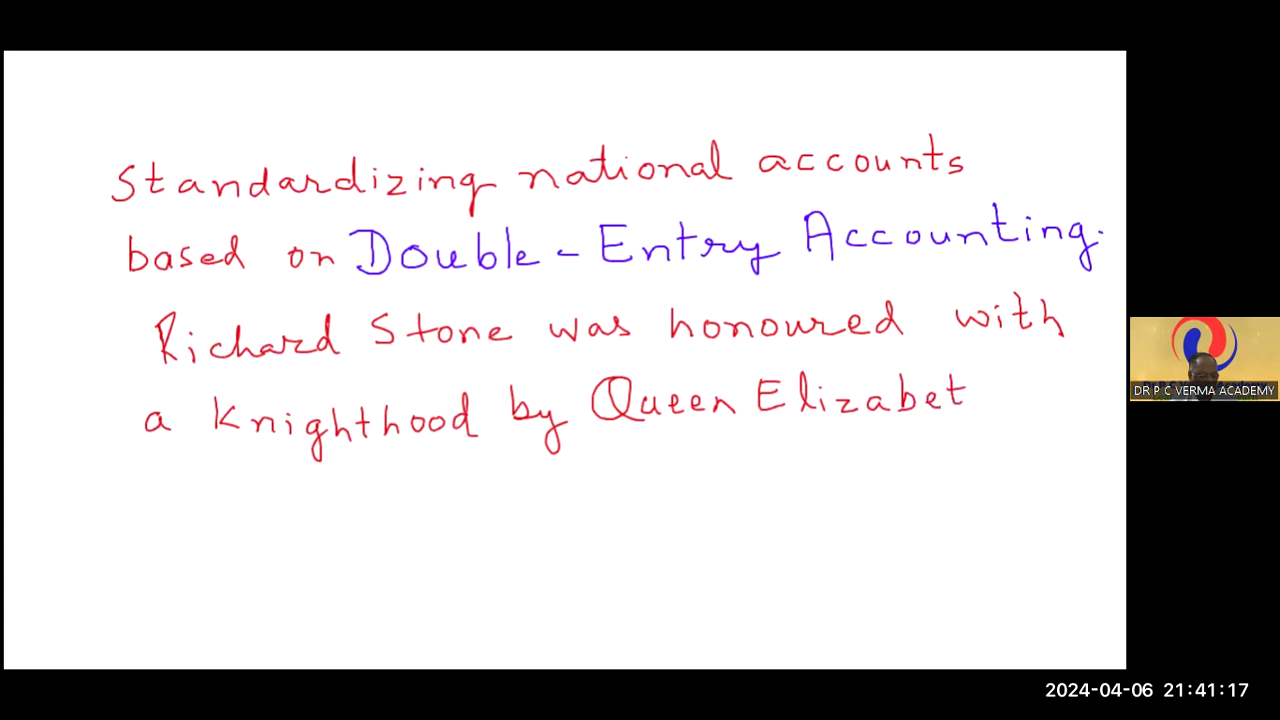 Standardizing national accounts
based on Double-Entry Accounting.
Richard Stone was honoured with
a Knighthood by Queen Elizabet
DR P C VERMA ACADEMY
2024-04-06 21:41:17